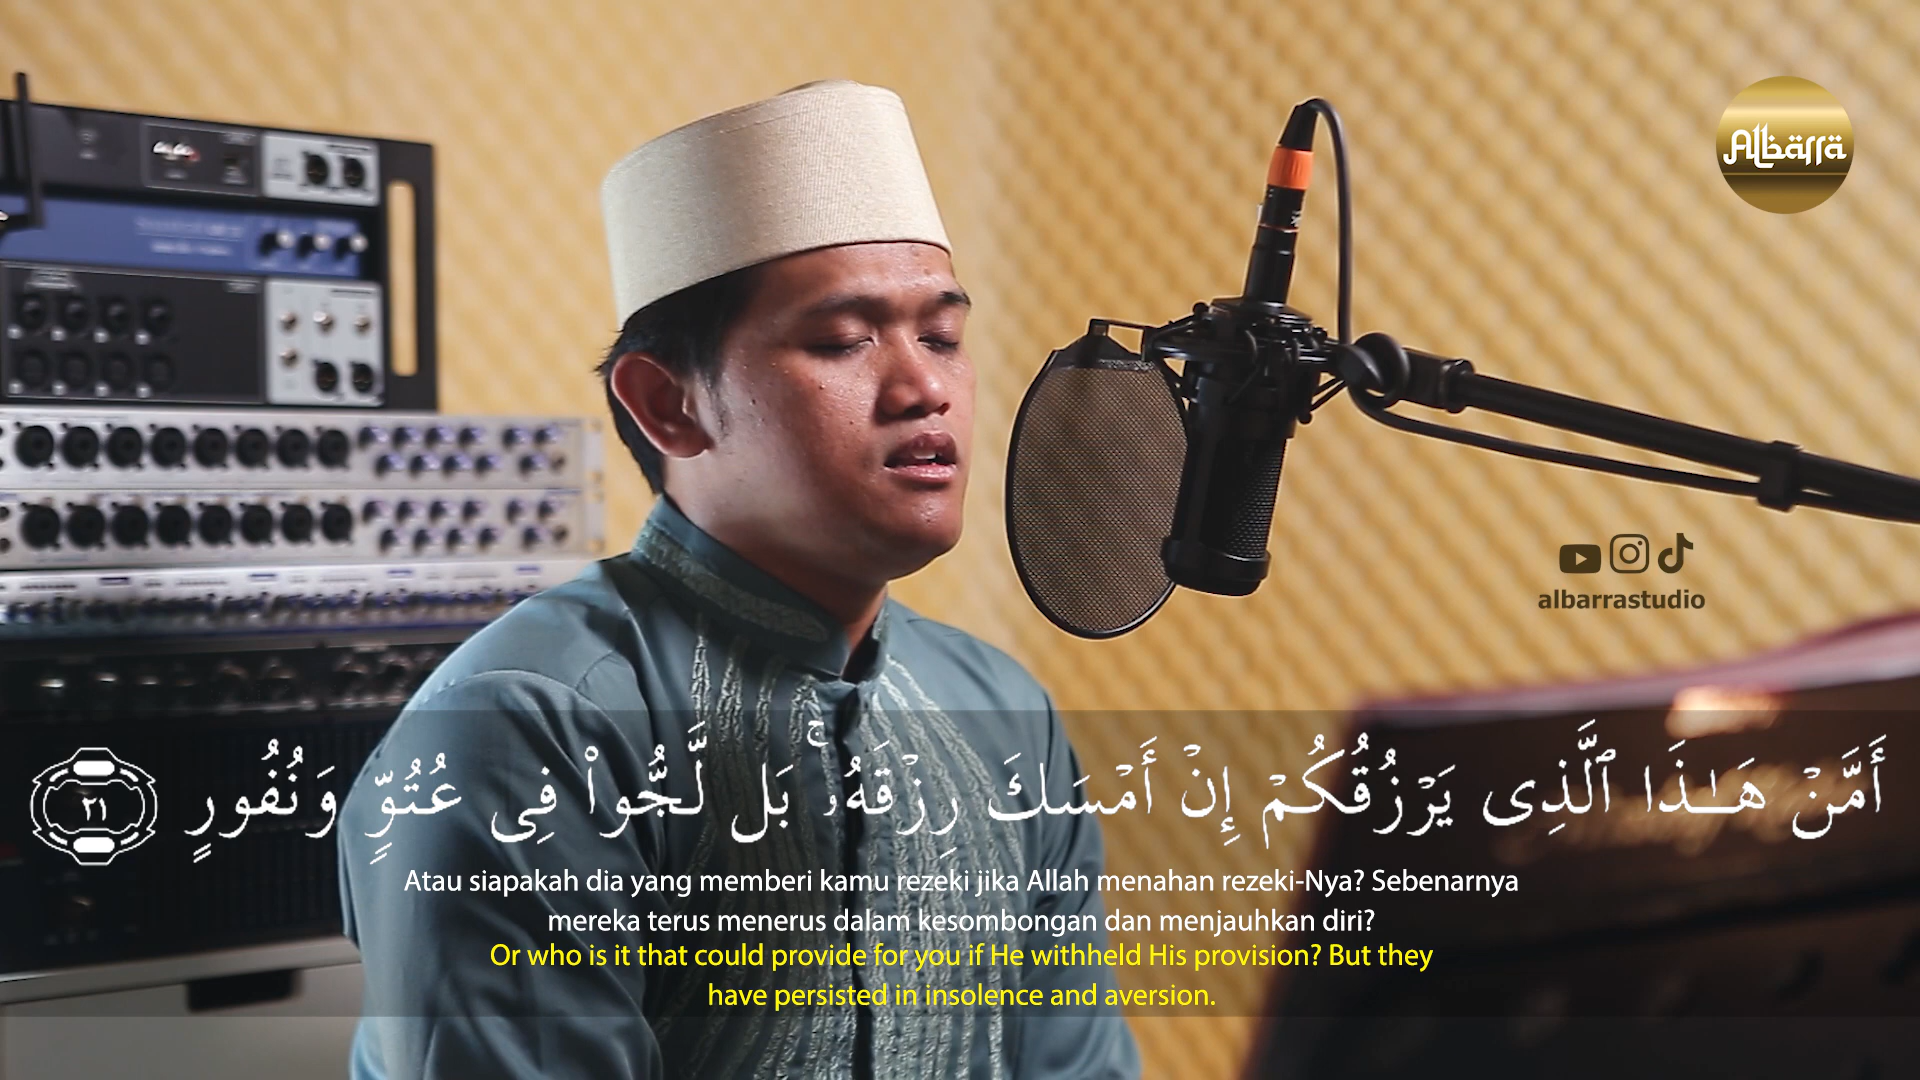 Albarra
albarrastudio
أَمَّنْ هَـٰذَا ٱلَّذِى يَرْزُقُكُمْ إِنْ أَمْسَكَ رِزْقَهُۥ ۚ بَل لَّجُّوا۟ فِى عُتُوٍّ وَنُفُورٍ ٢١
Atau siapakah dia yang memberi kamu rezeki jika Allah menahan rezeki-Nya? Sebenarnya
mereka terus menerus dalam kesombongan dan menjauhkan diri?
Or who is it that could provide for you if He withheld His provision? But they
have persisted in insolence and aversion.